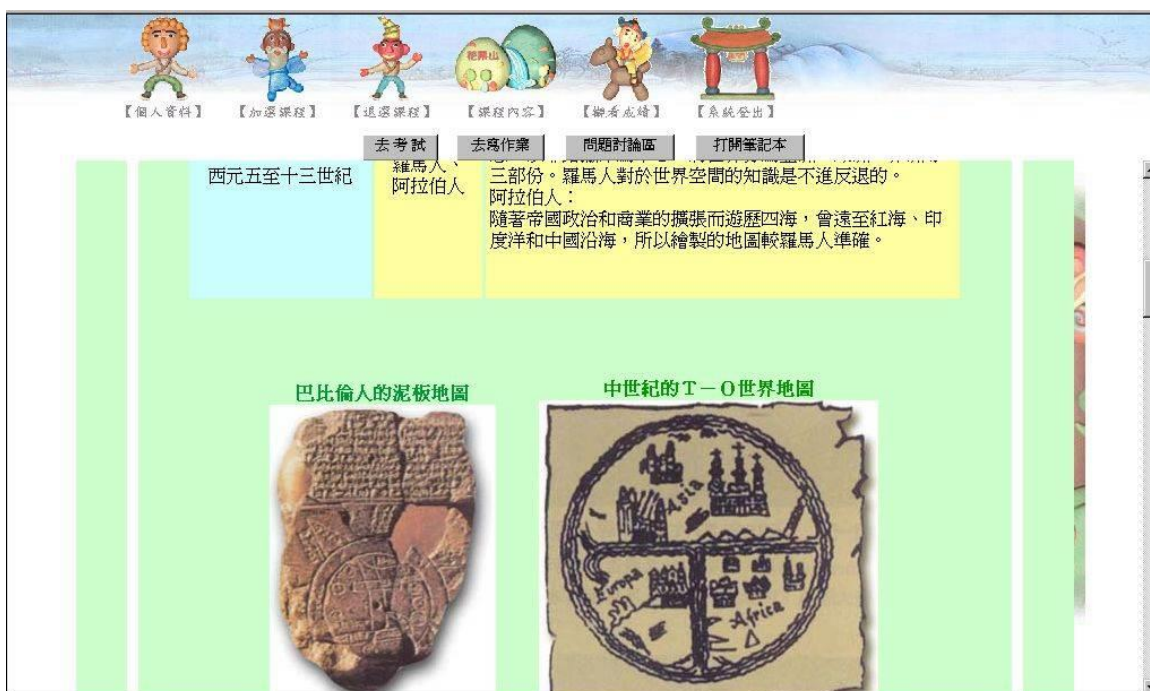 【個人資料】 【加選課程】 【退選課程】 【課程內容】 【觀看成績】 【系統登出】
花果山
去考試 去寫作業 問題討論區 打開筆記本
西元五至十三世紀
羅馬人、
阿拉伯人
三部份。羅馬人對於世界空間的知識是不進反退的。
阿拉伯人：
隨著帝國政治和商業的擴張而遊歷四海，曾遠至紅海、印
度洋和中國沿海，所以繪製的地圖較羅馬人準確。
巴比倫人的泥板地圖
中世紀的Ｔ－Ｏ世界地圖
Asia
Europa
Africa